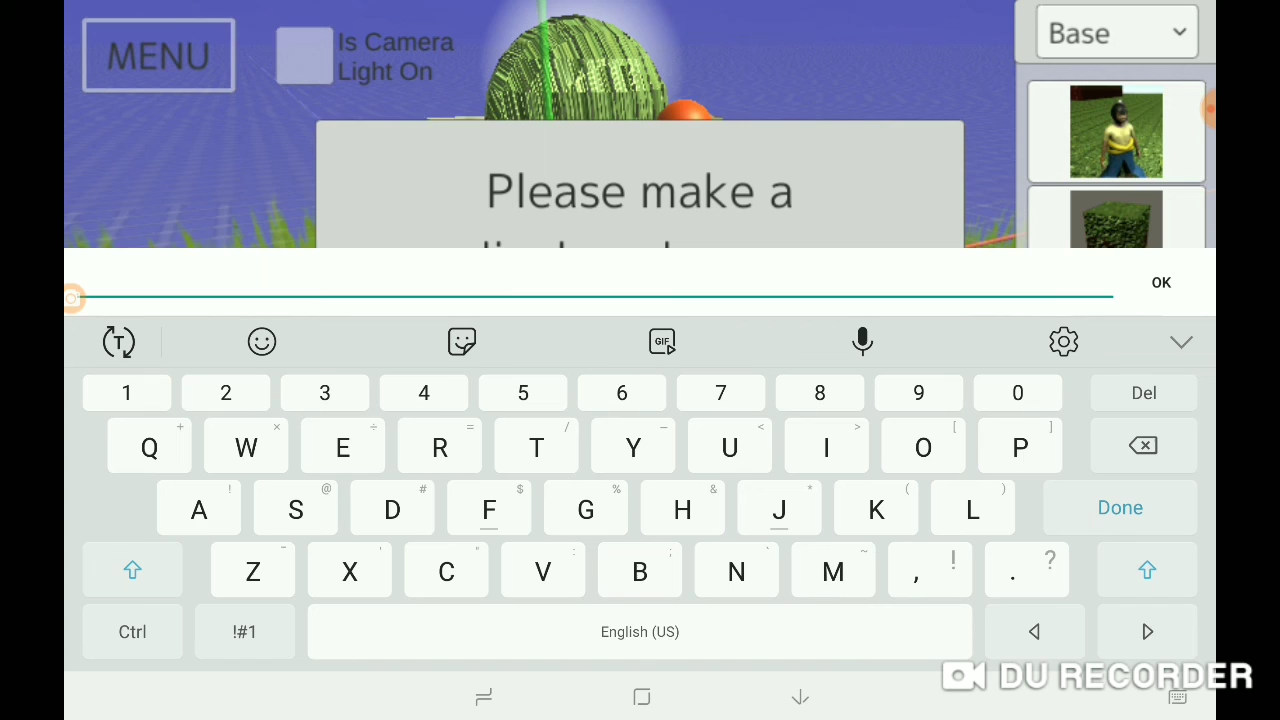 MENU
Is Camera
Light On
Base
Please make a
OK
T
GIF
1 2 3 4 5 6 7 8 9 0 Del
Q + W × E ÷ R = T / Y – U < I > O [ P ]
A ! S @ D # F $ G % H & J * K ( L ) Done
Z X ' C " V : B ; N ` M ~ , ! . ?
Ctrl !#1 English (US)
DU RECORDER